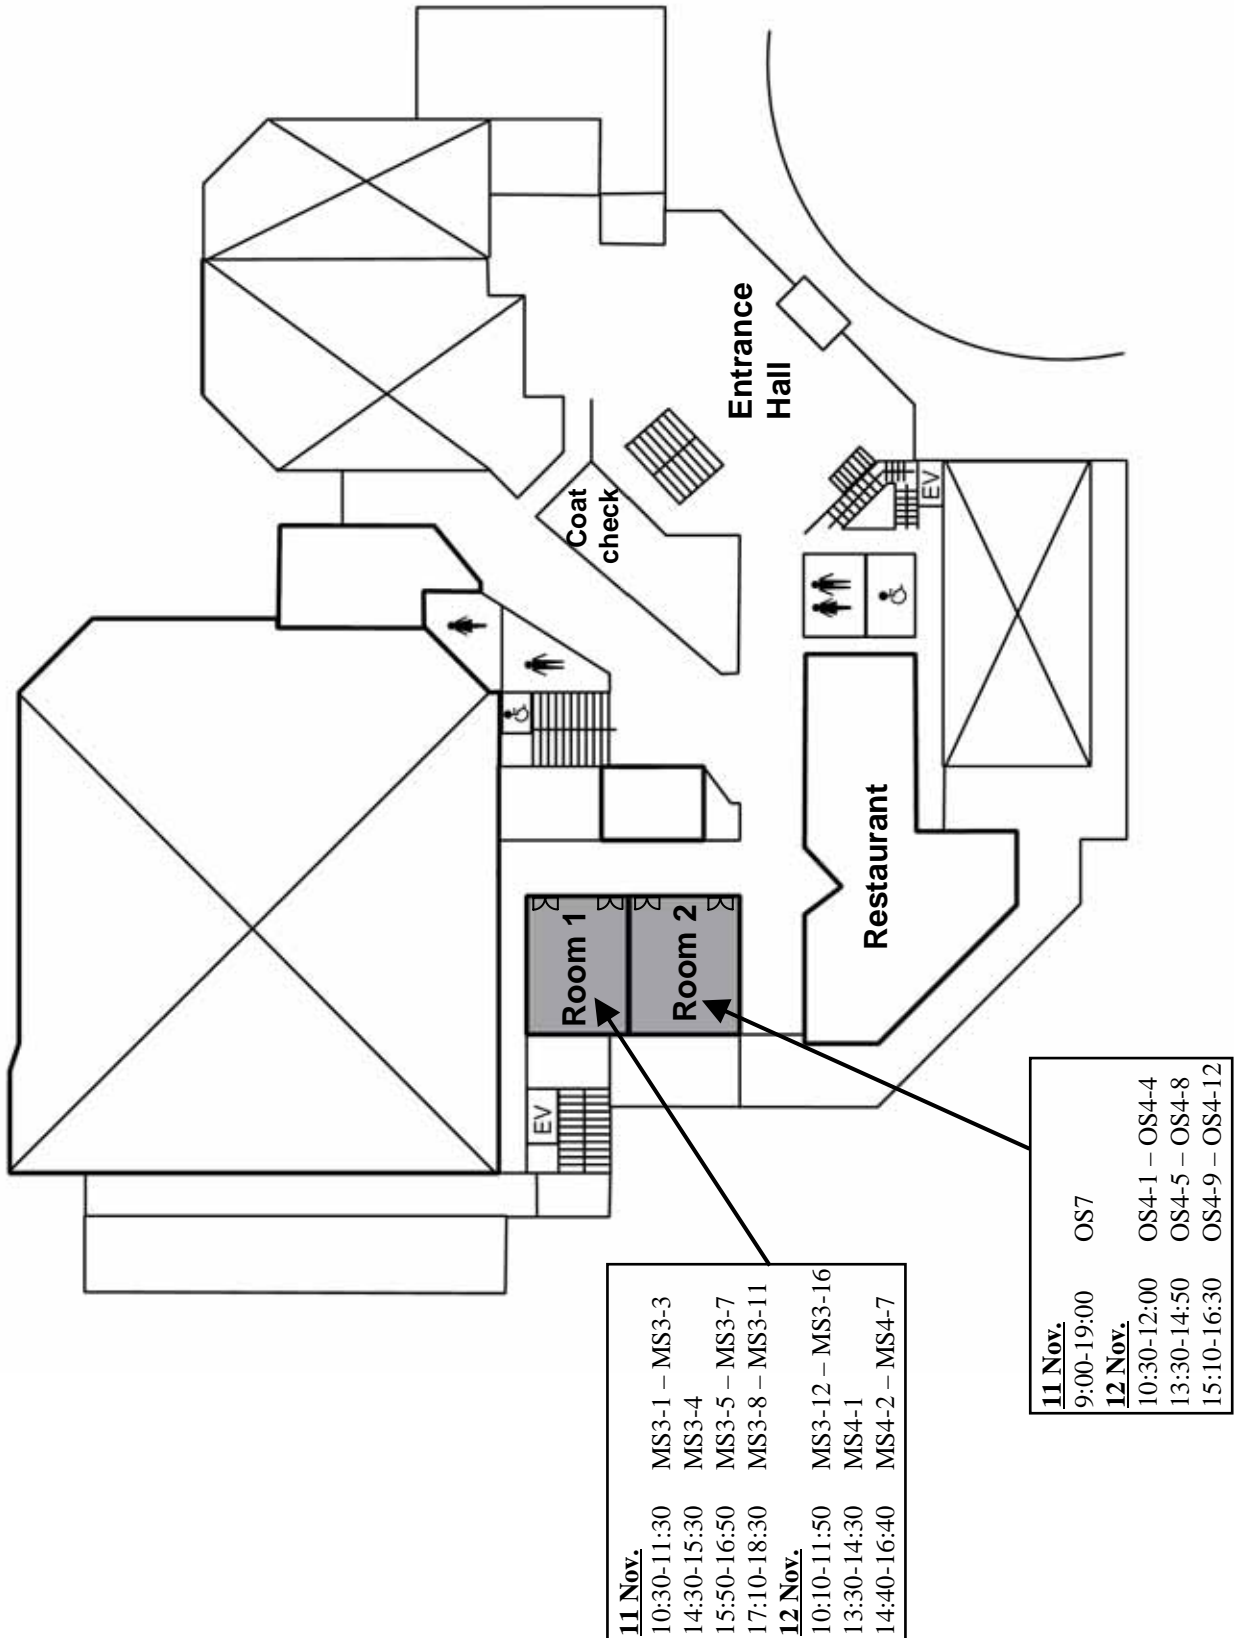 Entrance
Hall
Coat
check
EV
Restaurant
Room 1
Room 2
EV
11 Nov.
10:30-11:30 MS3-1 – MS3-3
14:30-15:30 MS3-4
15:50-16:50 MS3-5 – MS3-7
17:10-18:30 MS3-8 – MS3-11
12 Nov.
10:10-11:50 MS3-12 – MS3-16
13:30-14:30 MS4-1
14:40-16:40 MS4-2 – MS4-7
11 Nov.
9:00-19:00 OS7
12 Nov.
10:30-12:00 OS4-1 – OS4-4
13:30-14:50 OS4-5 – OS4-8
15:10-16:30 OS4-9 – OS4-12